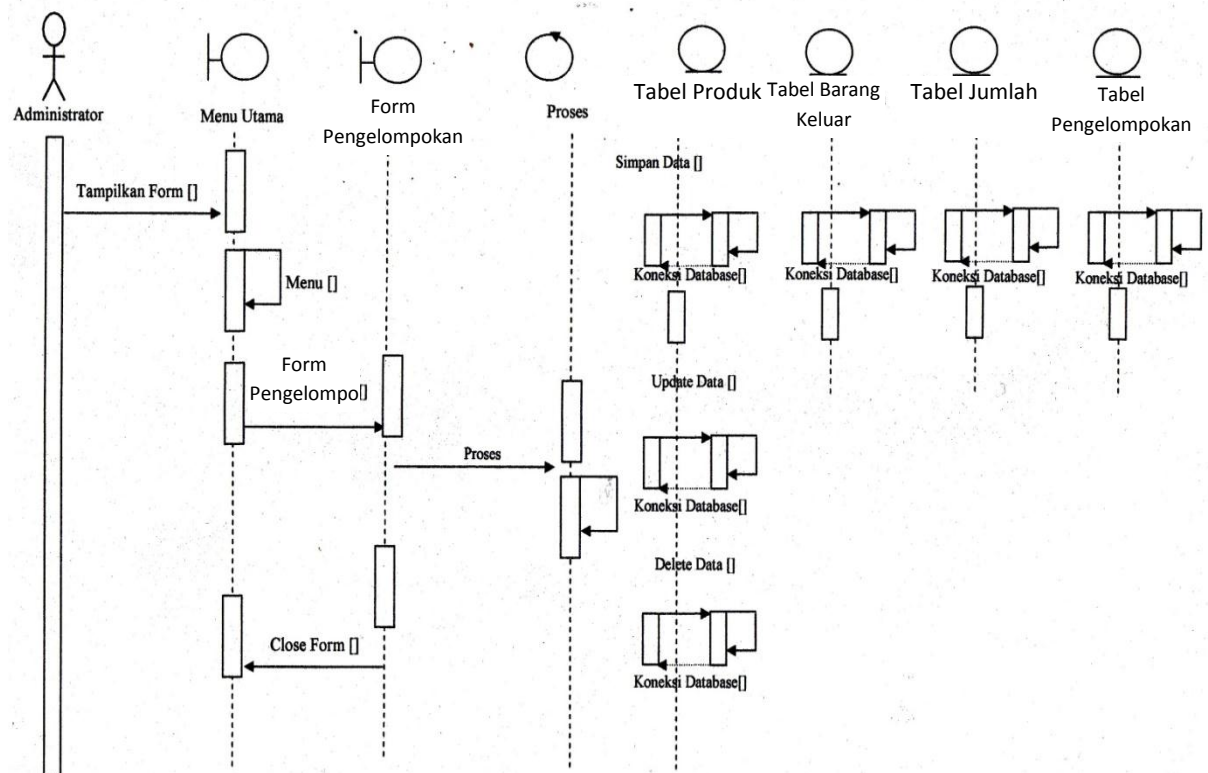 Administrator
Menu Utama
Form
Pengelompokan
Proses
Tabel Produk
Tabel Barang
Keluar
Tabel Jumlah
Tabel
Pengelompokan
Simpan Data []
Tampilkan Form []
Koneksi Database[]
Koneksi Database[]
Koneksi Database[]
Koneksi Database[]
Menu []
Form
Pengelompo[]
Update Data []
Proses
Koneksi Database[]
Delete Data []
Close Form []
Koneksi Database[]